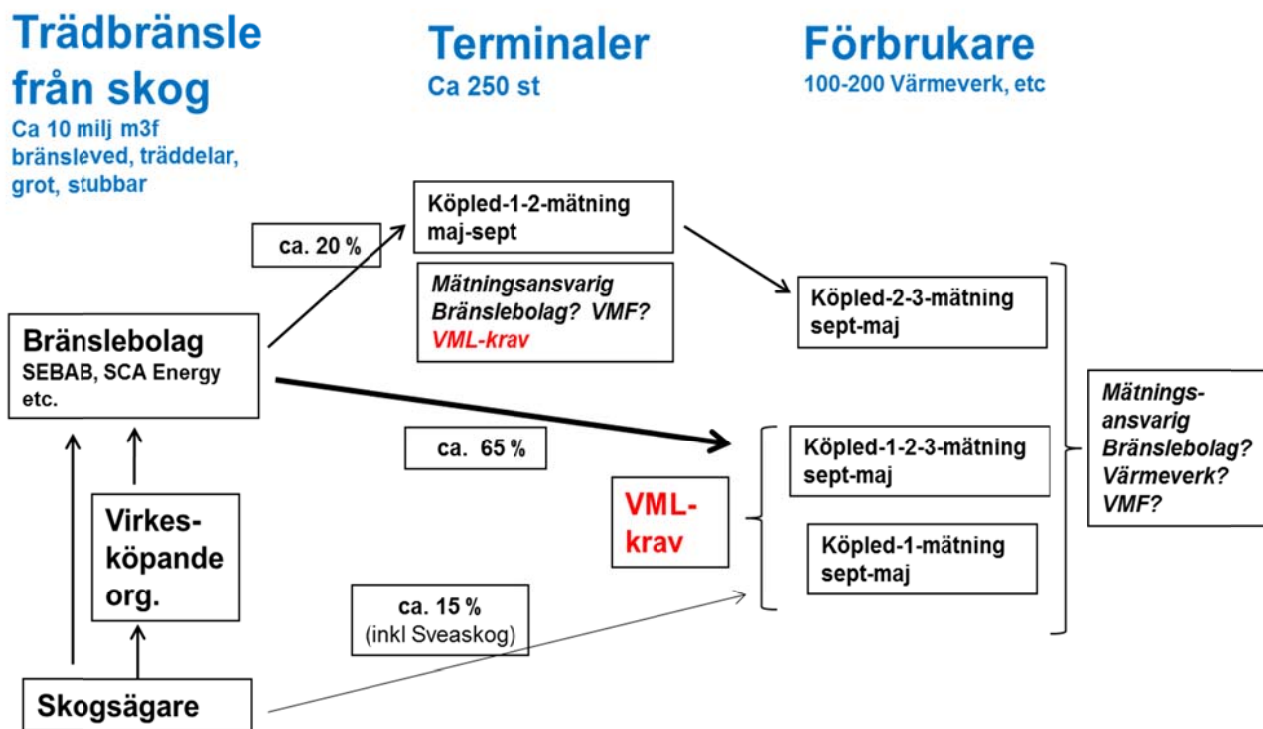 Trädbränsle
från skog
Ca 10 milj m3f
bränsleved, träddelar,
grot, stubbar
Terminaler
Ca 250 st
Förbrukare
100-200 Värmeverk, etc
ca. 20 %
Köpled-1-2-mätning
maj-sept
Mätningsansvarig
Bränslebolag? VMF?
VML-krav
Köpled-2-3-mätning
sept-maj
Bränslebolag
SEBAB, SCA Energy
etc.
ca. 65 %
Köpled-1-2-3-mätning
sept-maj
Mätnings-
ansvarig
Bränslebolag?
Värmeverk?
VMF?
VML-
krav
Virkes-
köpande
org.
Köpled-1-mätning
sept-maj
ca. 15 %
(inkl Sveaskog)
Skogsägare